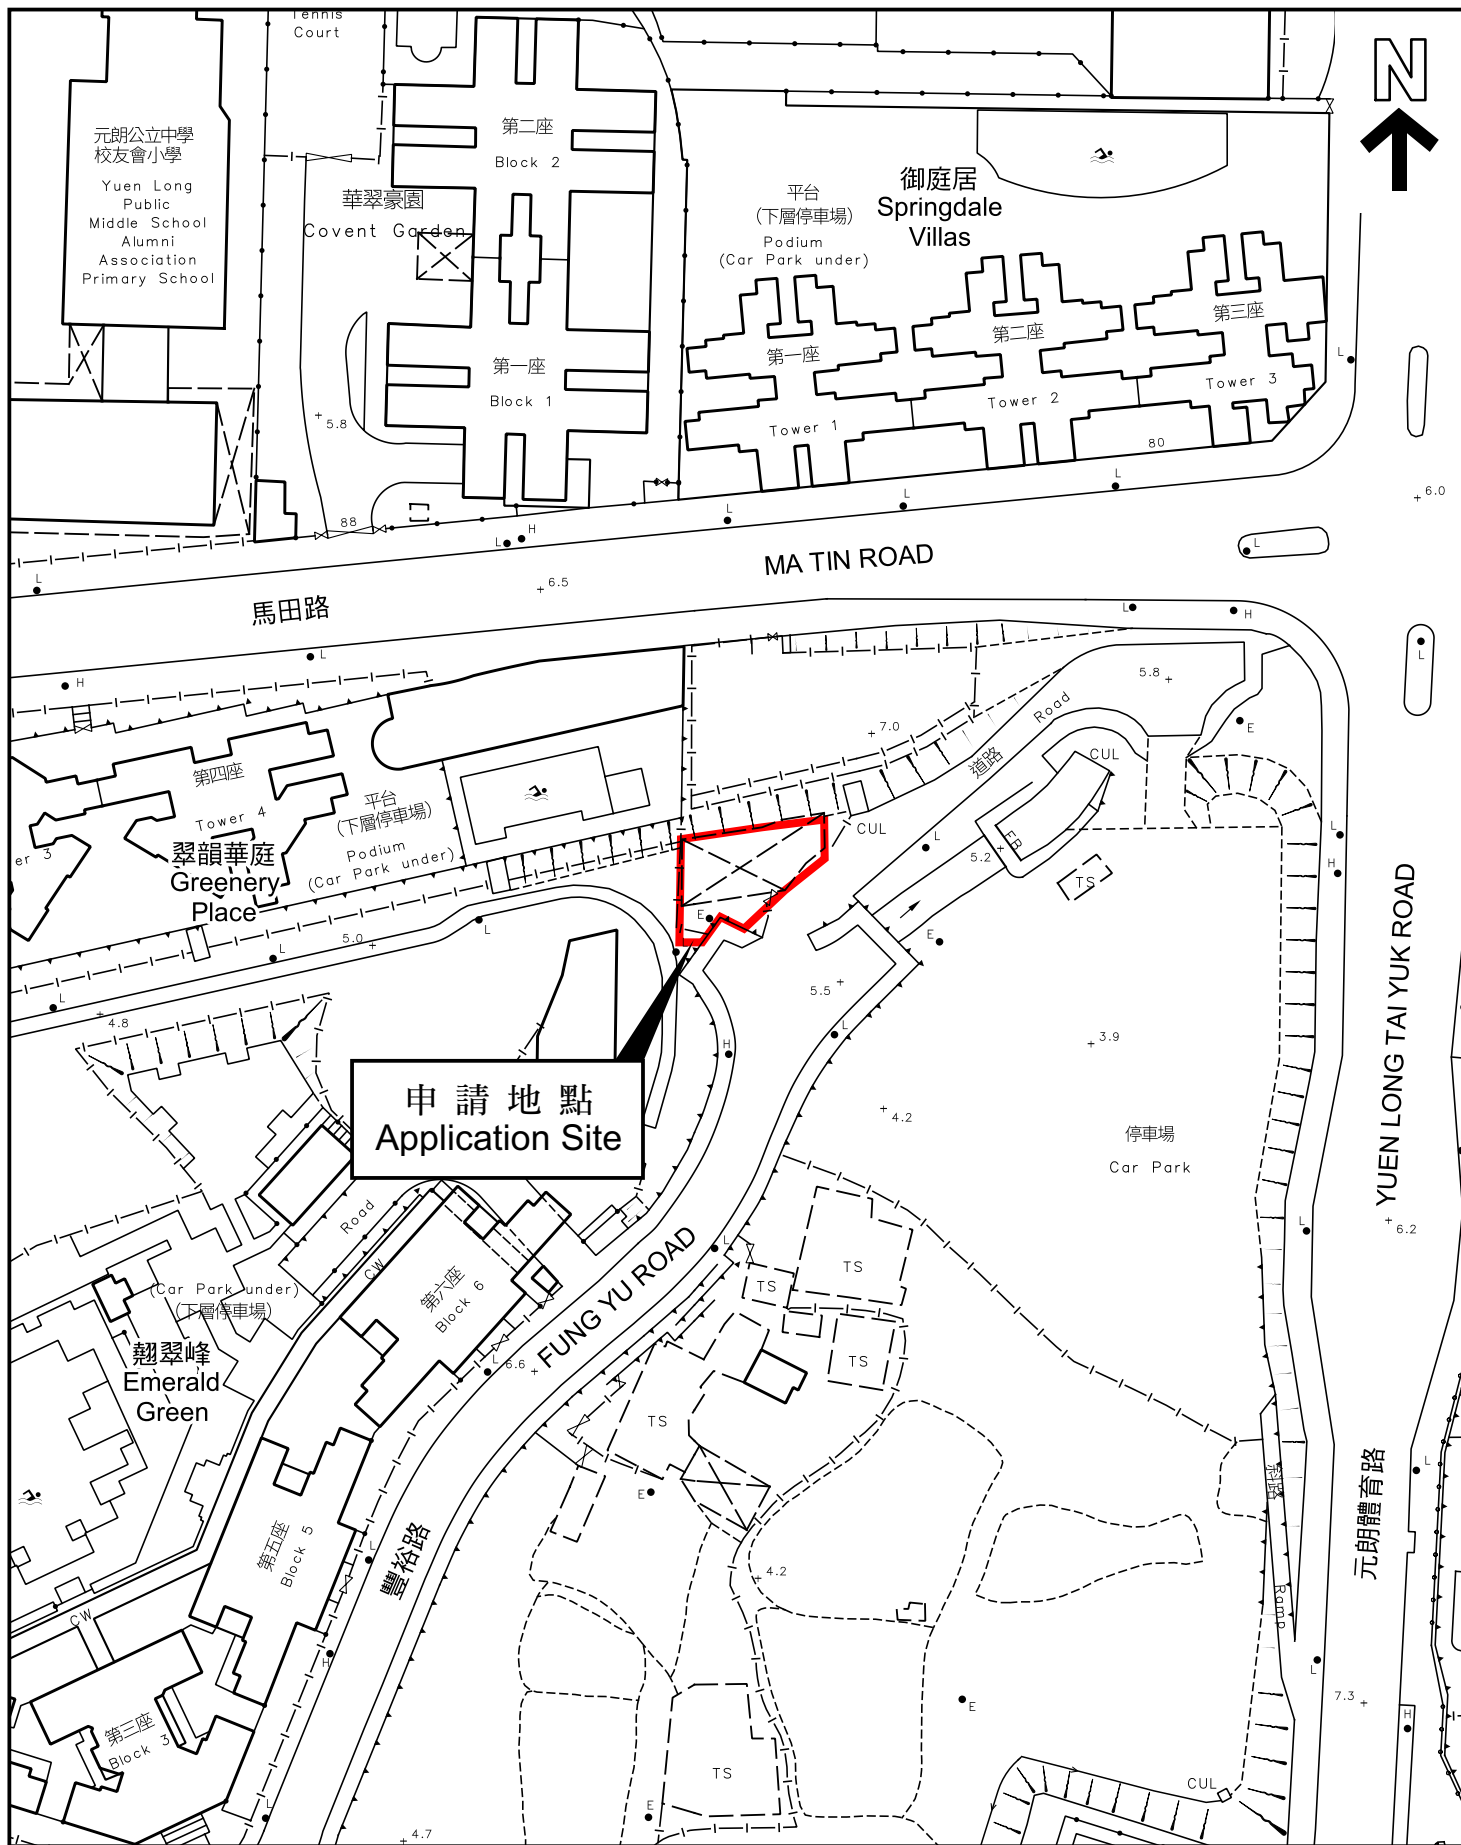 Tennis
Court
N
元朗公立中學
校友會小學
Yuen Long
Public
Middle School
Alumni
Association
Primary School
第二座
Block 2
華翠豪園
Covent Garden
平台
(下層停車場)
Podium
(Car Park under)
御庭居
Springdale
Villas
第一座
Block 1
第一座
Tower 1
第二座
Tower 2
第三座
Tower 3
5.8
80
88
L
L
L
L
L
H
L
6.0
L
6.5
MA TIN ROAD
馬田路
L
H
L
H
L
5.8
7.0
Road
道路
E
CUL
第四座
Tower 4
平台
(下層停車場)
Podium
(Car Park under)
翠韻華庭
Greenery
Place
er 3
CUL
L
5.2
ER
TS
L
H
E
E
5.0
L
L
L
4.8
5.5
L
H
3.9
4.2
申請地點
Application Site
停車場
Car Park
YUEN LONG TAI YUK ROAD
6.2
L
Road
CW
(Car Park under)
(下層停車場)
第六座
Block 6
翹翠峰
Emerald
Green
FUNG YU ROAD
L
L
6.6
TS
TS
TS
TS
E
第五座
Block 5
L
豐裕路
4.2
斜路
Ramp
元朗體育路
L
CW
H
第三座
Block 3
E
L
7.3
H
TS
CUL
E
L
4.7